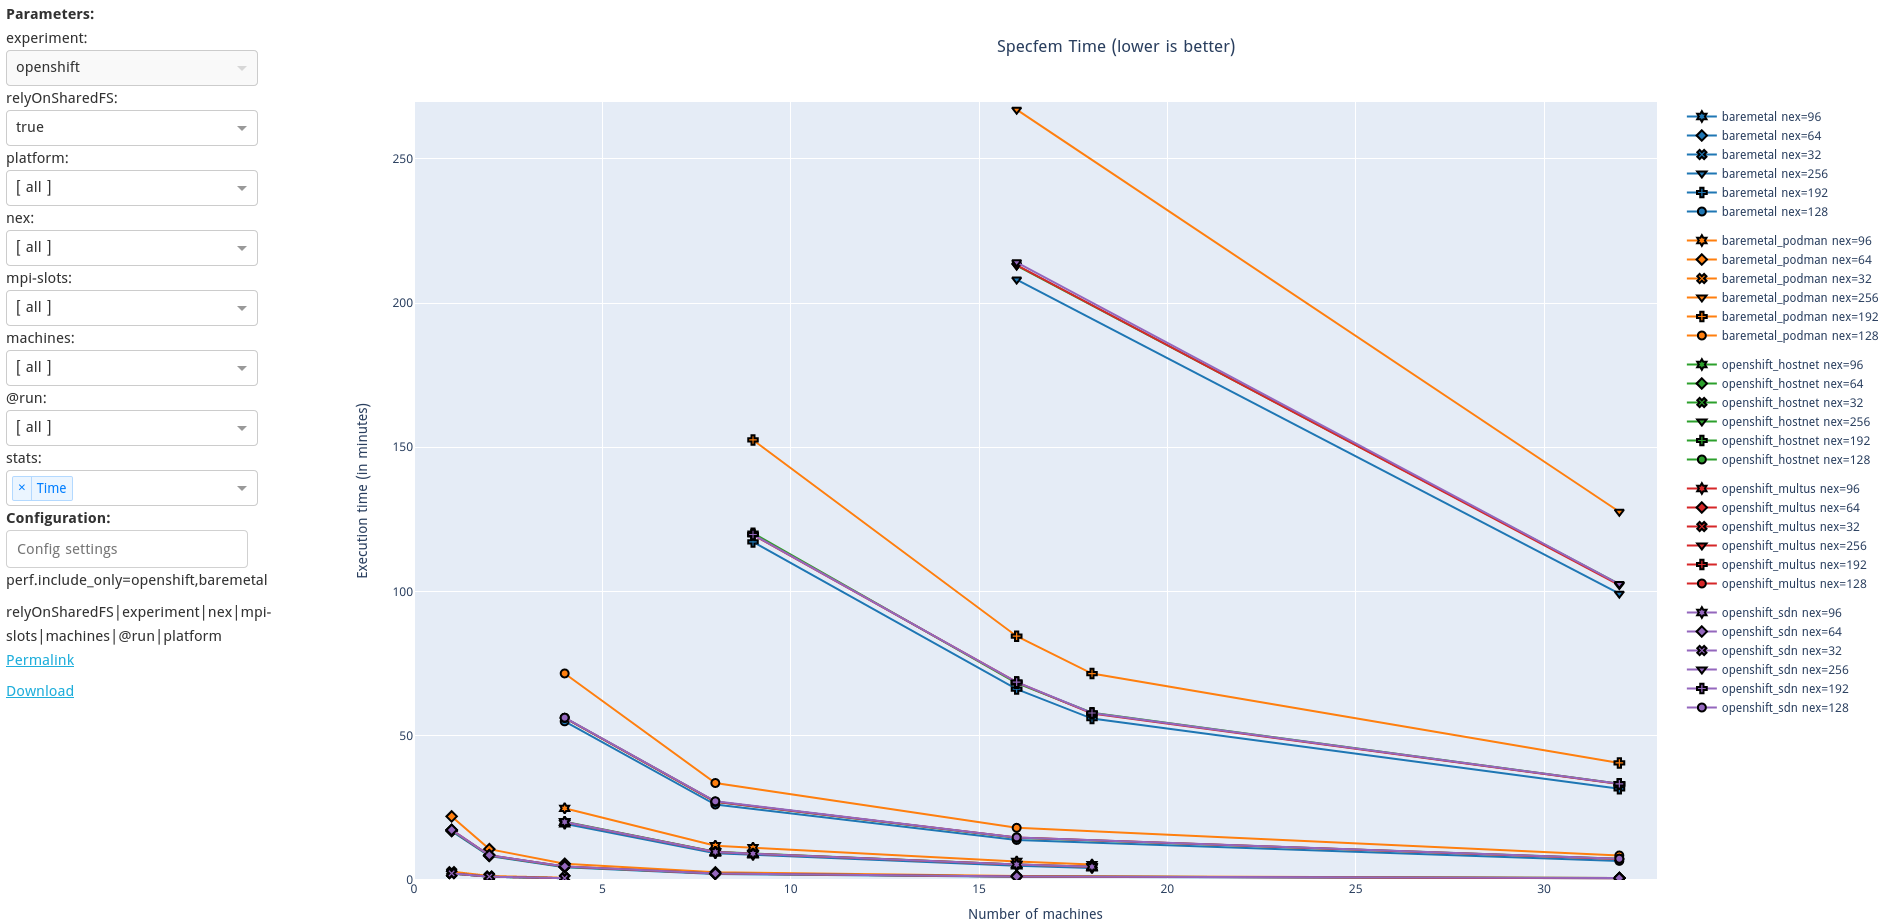 Parameters:
experiment:
openshift
relyOnSharedFS:
true
platform:
[ all ]
nex:
[ all ]
mpi-slots:
[ all ]
machines:
[ all ]
@run:
[ all ]
stats:
× Time
Configuration:
Config settings
perf.include_only=openshift,baremetal
relyOnSharedFS|experiment|nex|mpi-
slots|machines|@run|platform
Permalink
Download
Specfem Time (lower is better)
Execution time (in minutes)
250
200
150
100
50
0
0 5 10 15 20 25 30
Number of machines
baremetal nex=96
baremetal nex=64
baremetal nex=32
baremetal nex=256
baremetal nex=192
baremetal nex=128
baremetal_podman nex=96
baremetal_podman nex=64
baremetal_podman nex=32
baremetal_podman nex=256
baremetal_podman nex=192
baremetal_podman nex=128
openshift_hostnet nex=96
openshift_hostnet nex=64
openshift_hostnet nex=32
openshift_hostnet nex=256
openshift_hostnet nex=192
openshift_hostnet nex=128
openshift_multus nex=96
openshift_multus nex=64
openshift_multus nex=32
openshift_multus nex=256
openshift_multus nex=192
openshift_multus nex=128
openshift_sdn nex=96
openshift_sdn nex=64
openshift_sdn nex=32
openshift_sdn nex=256
openshift_sdn nex=192
openshift_sdn nex=128